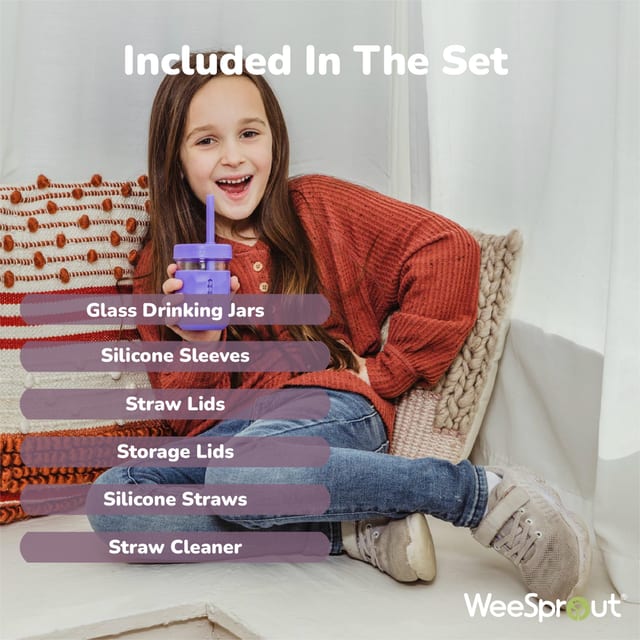 Included In The Set
Glass Drinking Jars
Silicone Sleeves
Straw Lids
Storage Lids
Silicone Straws
Straw Cleaner
WeeSprout®